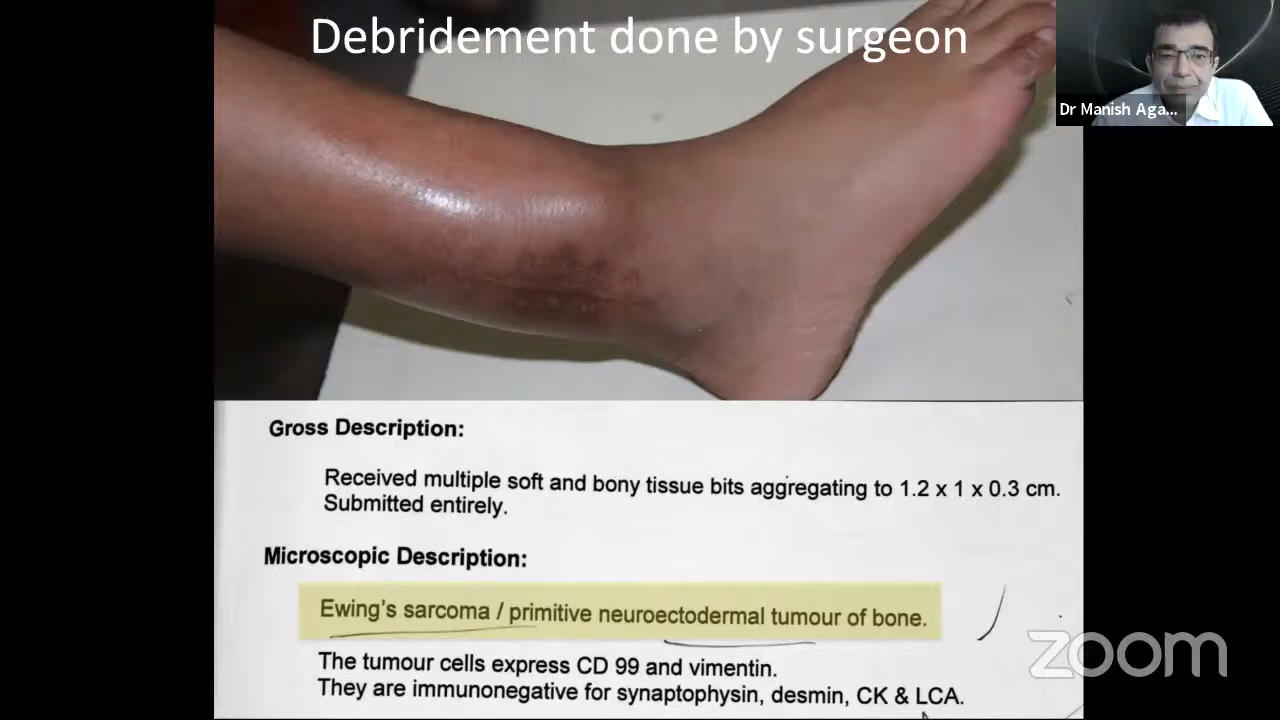 Debridement done by surgeon
Dr Manish Aga...
Gross Description:
Received multiple soft and bony tissue bits aggregating to 1.2 x 1 x 0.3 cm.
Submitted entirely.
Microscopic Description:
Ewing's sarcoma / primitive neuroectodermal tumour of bone.
The tumour cells express CD 99 and vimentin.
They are immunonegative for synaptophysin, desmin, CK & LCA.
zoom